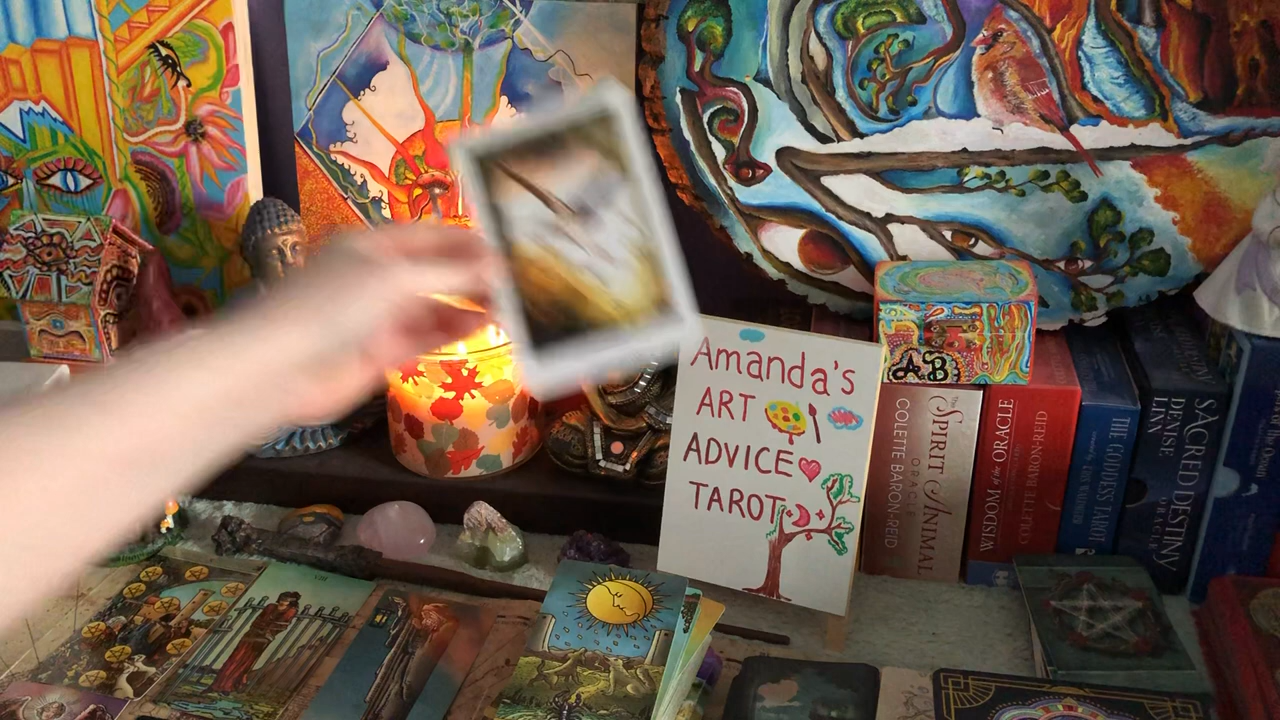 Amanda's
ART
ADVICE
TAROT
AB
The
SPIRIT ANIMAL
ORACLE
COLETTE BARON-REID
WISDOM of the ORACLE
COLETTE BARON-REID
THE GODDESS TAROT
SACRED DESTINY
ORACLE
DENISE LINN
VIII